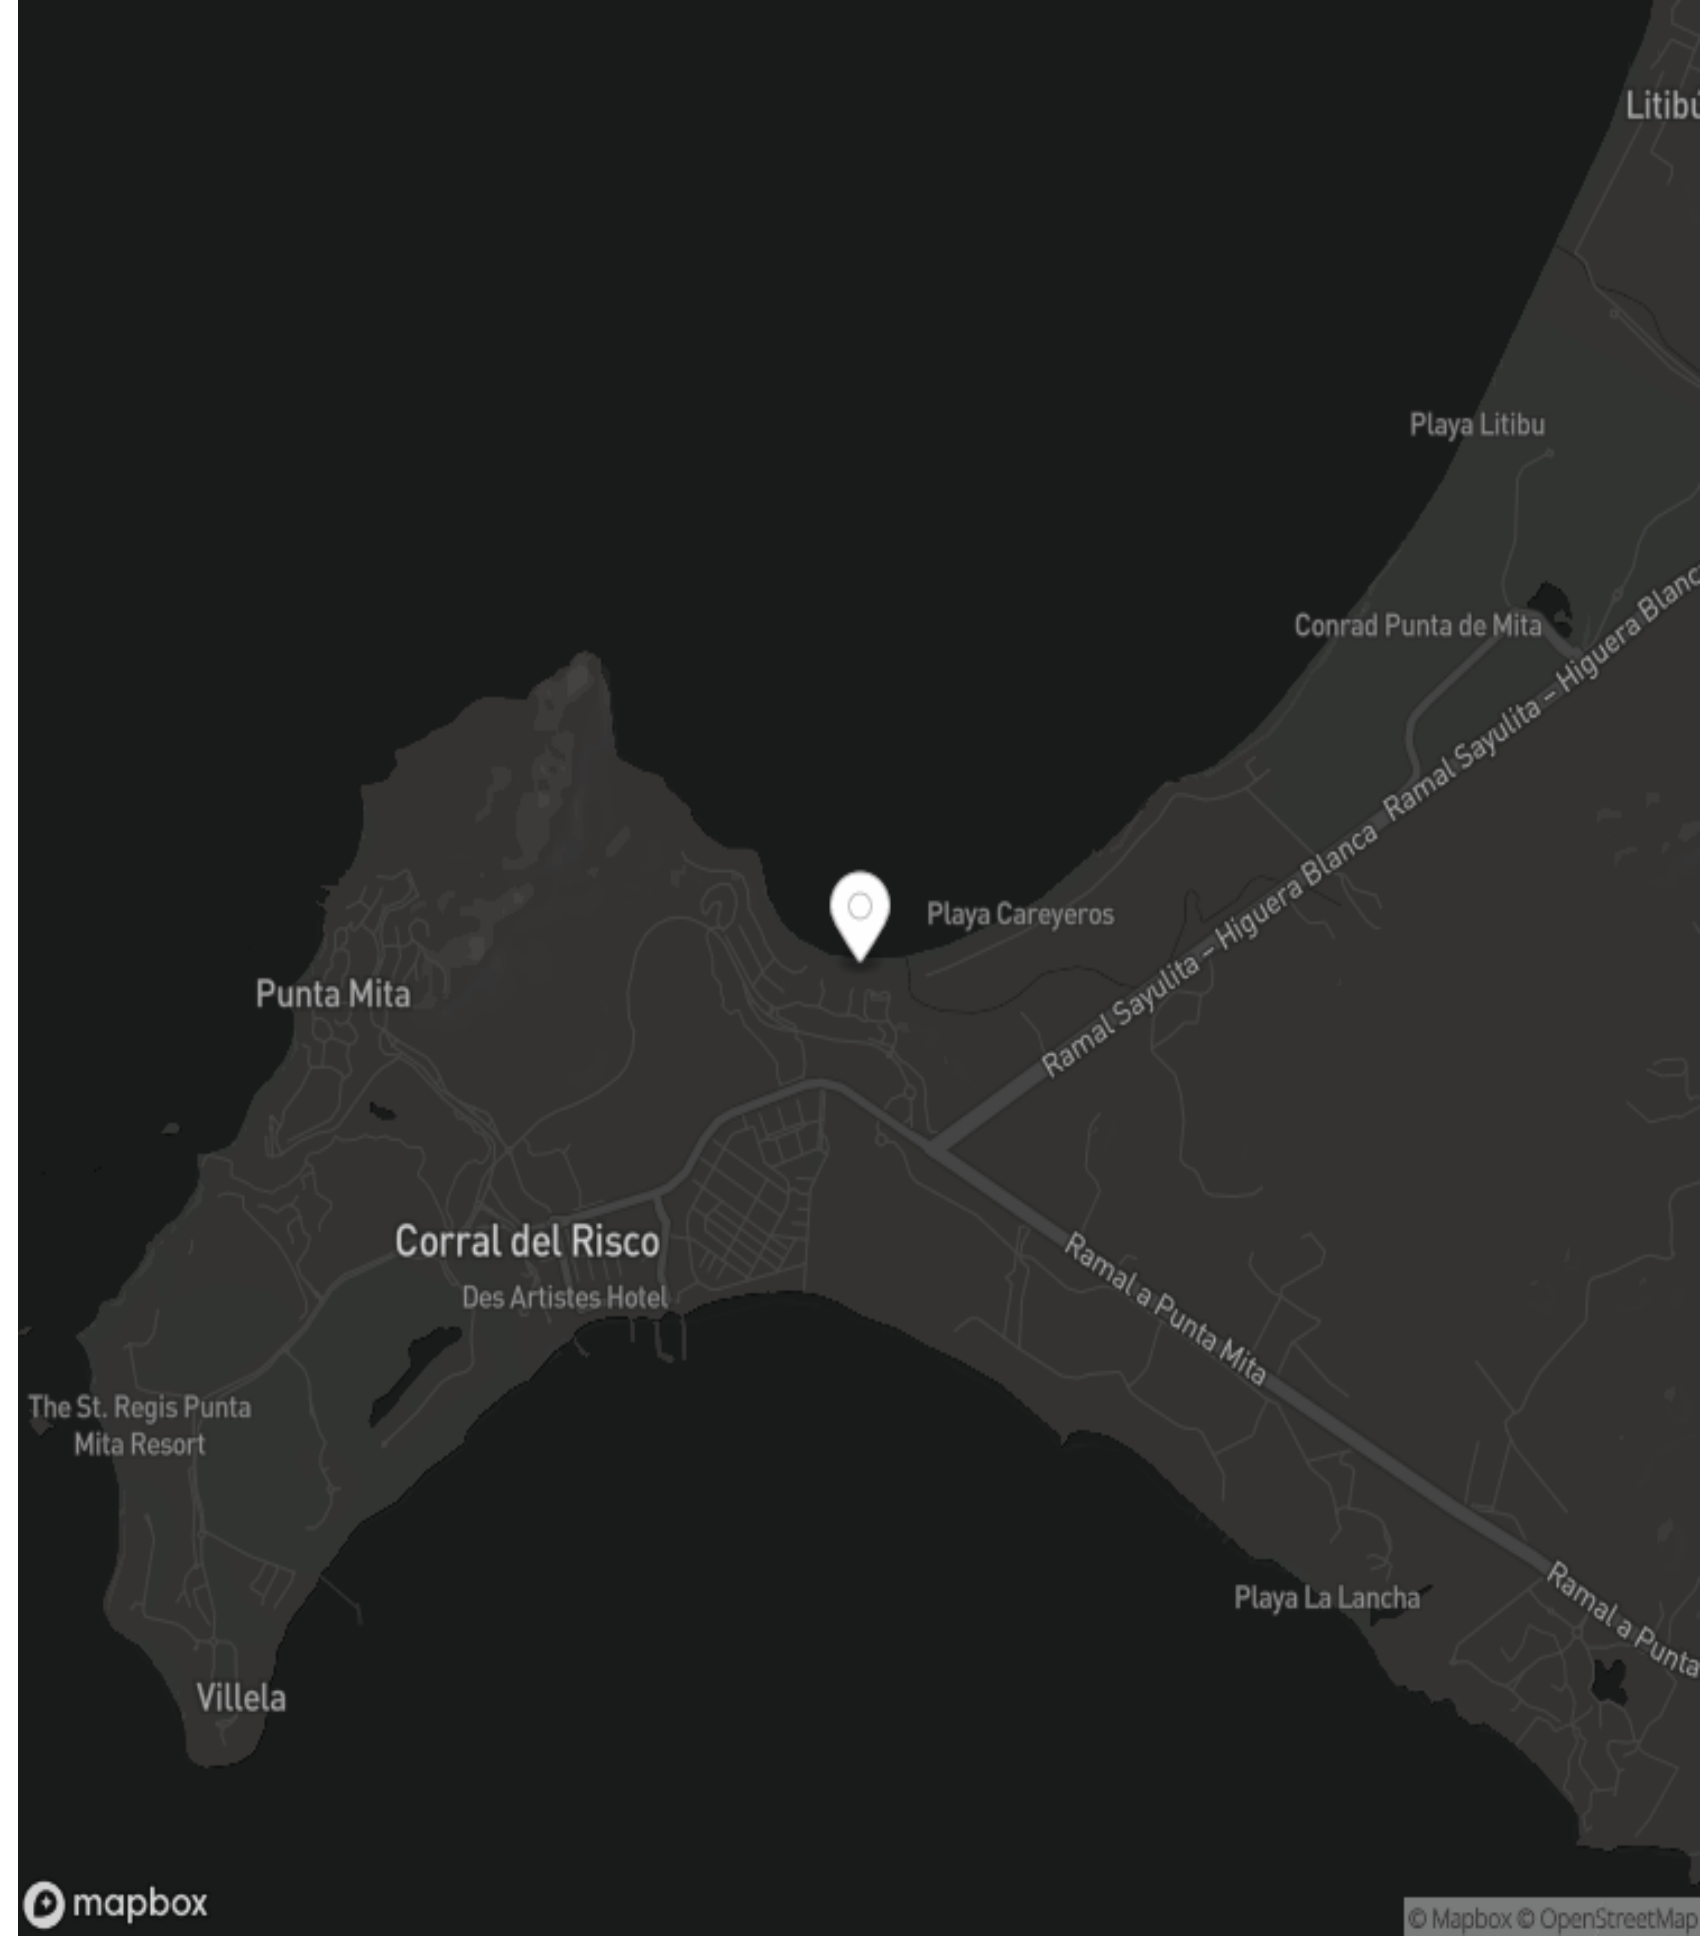 Litibú
Playa Litibu
Conrad Punta de Mita
Ramal Sayulita – Higuera Blanca
Ramal Sayulita – Higuera Blanca
Playa Careyeros
Punta Mita
Corral del Risco
Des Artistes Hotel
Ramal a Punta Mita
The St. Regis Punta
Mita Resort
Playa La Lancha
Ramal a Punta
Villela
mapbox
© Mapbox © OpenStreetMap